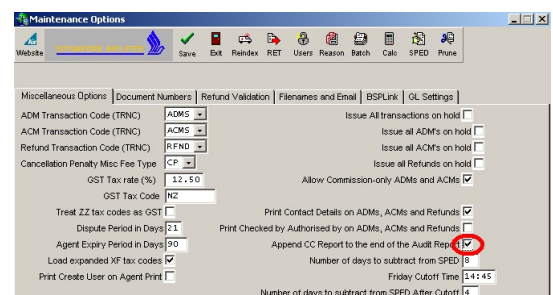 Maintenance Options
Website
SINGAPORE AIRLINES
Save Exit Reindex RET Users Reason Batch Calc SPED Prune
Miscellaneous Options Document Numbers Refund Validation Filenames and Email BSPLink GL Settings
ADM Transaction Code (TRNC) ADMS Issue All transactions on hold
ACM Transaction Code (TRNC) ACMS Issue all ADM's on hold
Refund Transaction Code (TRNC) RFND Issue all ACM's on hold
Cancellation Penalty Misc Fee Type CP Issue all Refunds on hold
GST Tax rate (%) 12.50 Allow Commission-only ADMs and ACMs
GST Tax Code NZ
Treat ZZ tax codes as GST Print Contact Details on ADMs, ACMs and Refunds
Dispute Period in Days 21 Print Checked by Authorised by on ADMs, ACMs and Refunds
Agent Expiry Period in Days 90 Append CC Report to the end of the Audit Report
Load expanded XF tax codes Number of days to subtract from SPED 8
Print Create User on Agent Print Friday Cutoff Time 14:45
Number of days to subtract from SPED After Cutoff 4